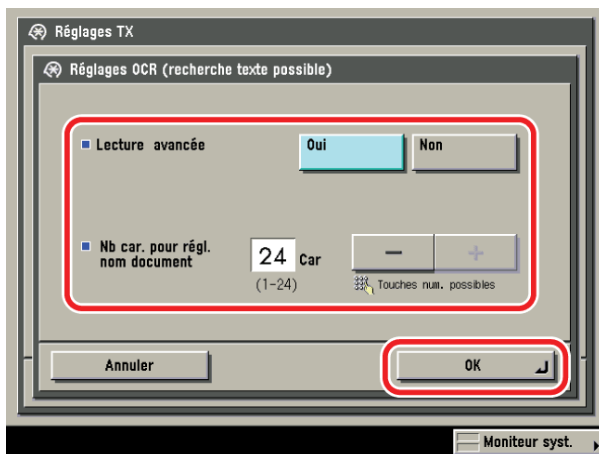 Réglages TX
Réglages OCR (recherche texte possible)
Lecture avancée Oui Non
Nb car. pour régl.
nom document
24 Car
(1-24)
− +
Touches num. possibles
Annuler OK
Moniteur syst.